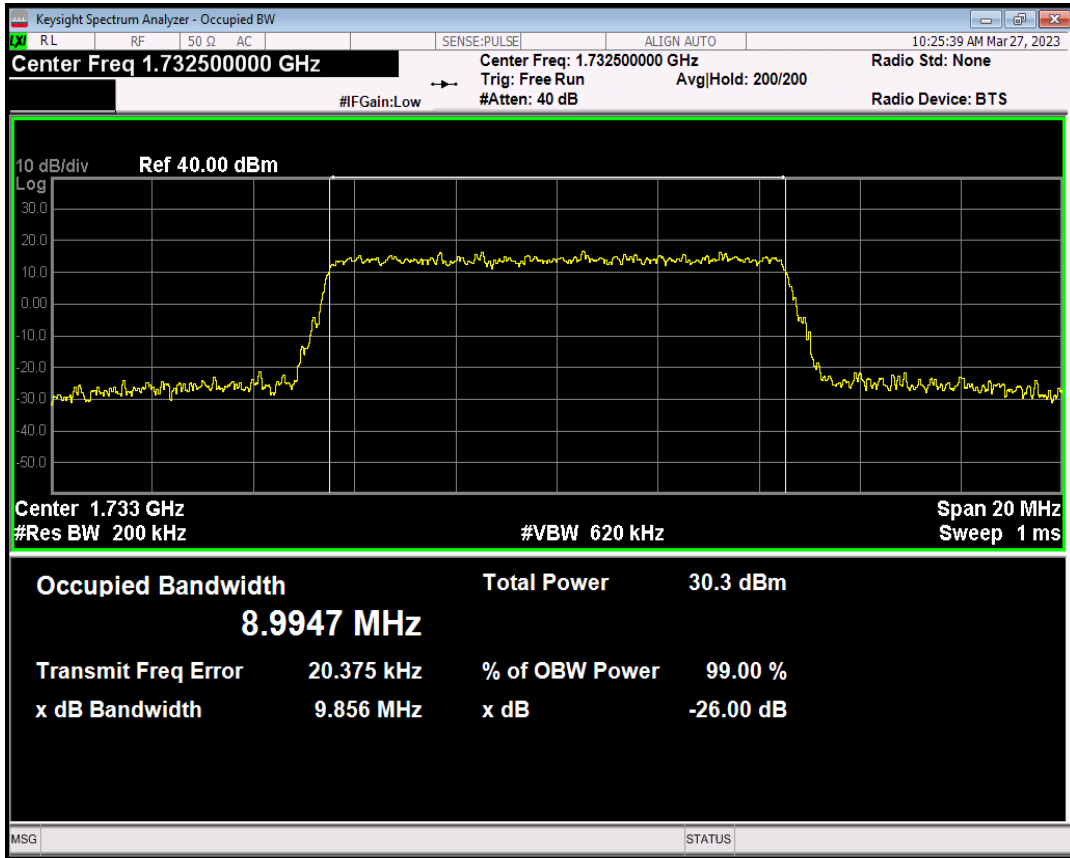 Keysight Spectrum Analyzer - Occupied BW
LXI RL RF 50 Ω AC SENSE:PULSE ALIGN AUTO 10:25:39 AM Mar 27, 2023
Center Freq 1.732500000 GHz Center Freq: 1.732500000 GHz Radio Std: None
Trig: Free Run Avg|Hold: 200/200
#IFGain:Low #Atten: 40 dB Radio Device: BTS
10 dB/div Ref 40.00 dBm
Log
30.0
20.0
10.0
0.00
-10.0
-20.0
-30.0
-40.0
-50.0
Center 1.733 GHz Span 20 MHz
#Res BW 200 kHz #VBW 620 kHz Sweep 1 ms
Occupied Bandwidth Total Power 30.3 dBm
8.9947 MHz
Transmit Freq Error 20.375 kHz % of OBW Power 99.00 %
x dB Bandwidth 9.856 MHz x dB -26.00 dB
MSG STATUS